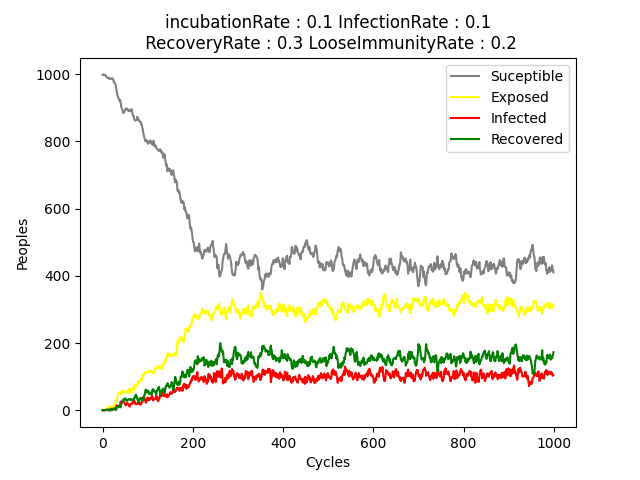 incubationRate : 0.1 InfectionRate : 0.1
RecoveryRate : 0.3 LooseImmunityRate : 0.2
Suceptible
Exposed
Infected
Recovered
1000
800
600
400
200
0
Peoples
0 200 400 600 800 1000
Cycles